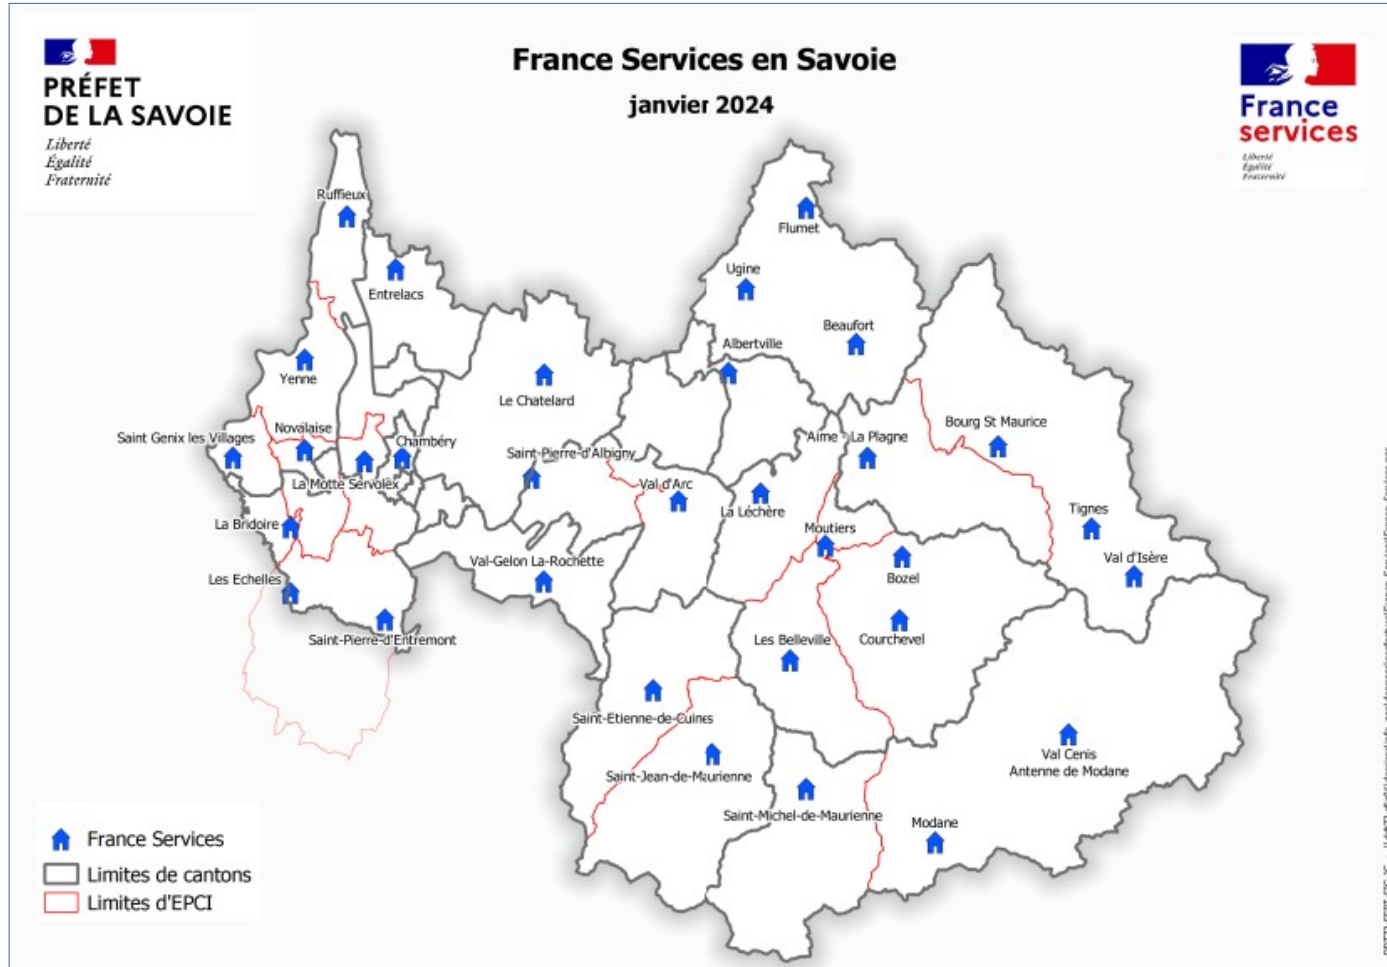 PRÉFET
DE LA SAVOIE
Liberté
Égalité
Fraternité
France Services en Savoie
janvier 2024
France
services
Liberté
Égalité
Fraternité
Ruffieux
Flumet
Entrelacs
Ugine
Beaufort
Albertville
Yenne
Le Chatelard
Bourg St Maurice
Novalaise
Saint Genix les Villages
Chambéry
Aime - La Plagne
Saint-Pierre-d'Albigny
La Motte Servolex
Val d'Arc
La Léchère
Tignes
La Bridoire
Moutiers
Val d'Isère
Val-Gelon La-Rochette
Bozel
Les Echelles
Saint-Pierre-d'Entremont
Les Belleville
Courchevel
Saint-Etienne-de-Cuines
Val Cenis
Antenne de Modane
Saint-Jean-de-Maurienne
Saint-Michel-de-Maurienne
Modane
France Services
Limites de cantons
Limites d'EPCI